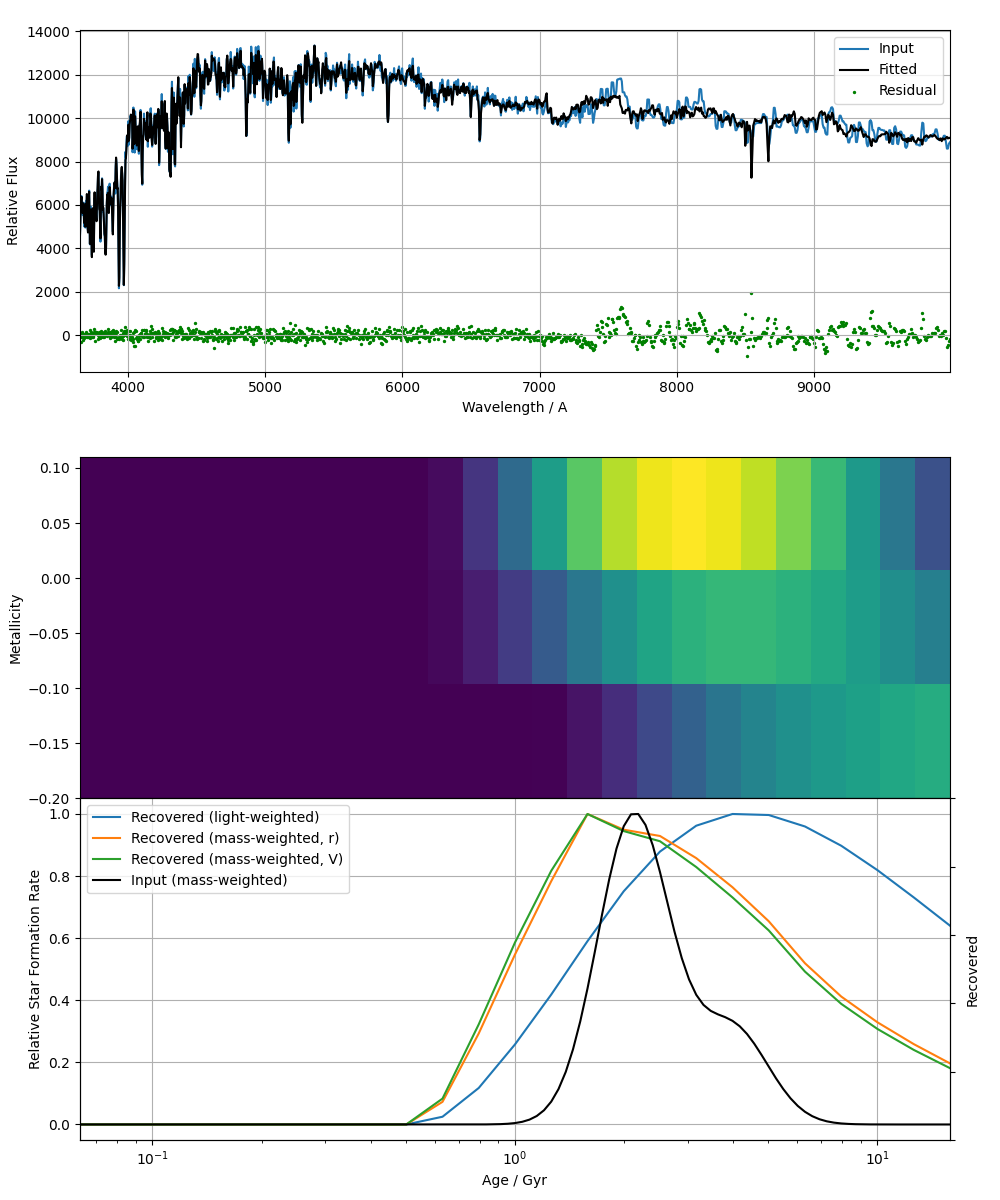 14000
12000
10000
8000
6000
4000
2000
0
Relative Flux
Input
Fitted
Residual
4000 5000 6000 7000 8000 9000
Wavelength / A
0.10
0.05
0.00
−0.05
−0.10
−0.15
−0.20
Metallicity
1.0
0.8
0.6
0.4
0.2
0.0
Relative Star Formation Rate
Recovered (light-weighted)
Recovered (mass-weighted, r)
Recovered (mass-weighted, V)
Input (mass-weighted)
Recovered
10⁻¹ 10⁰ 10¹
Age / Gyr